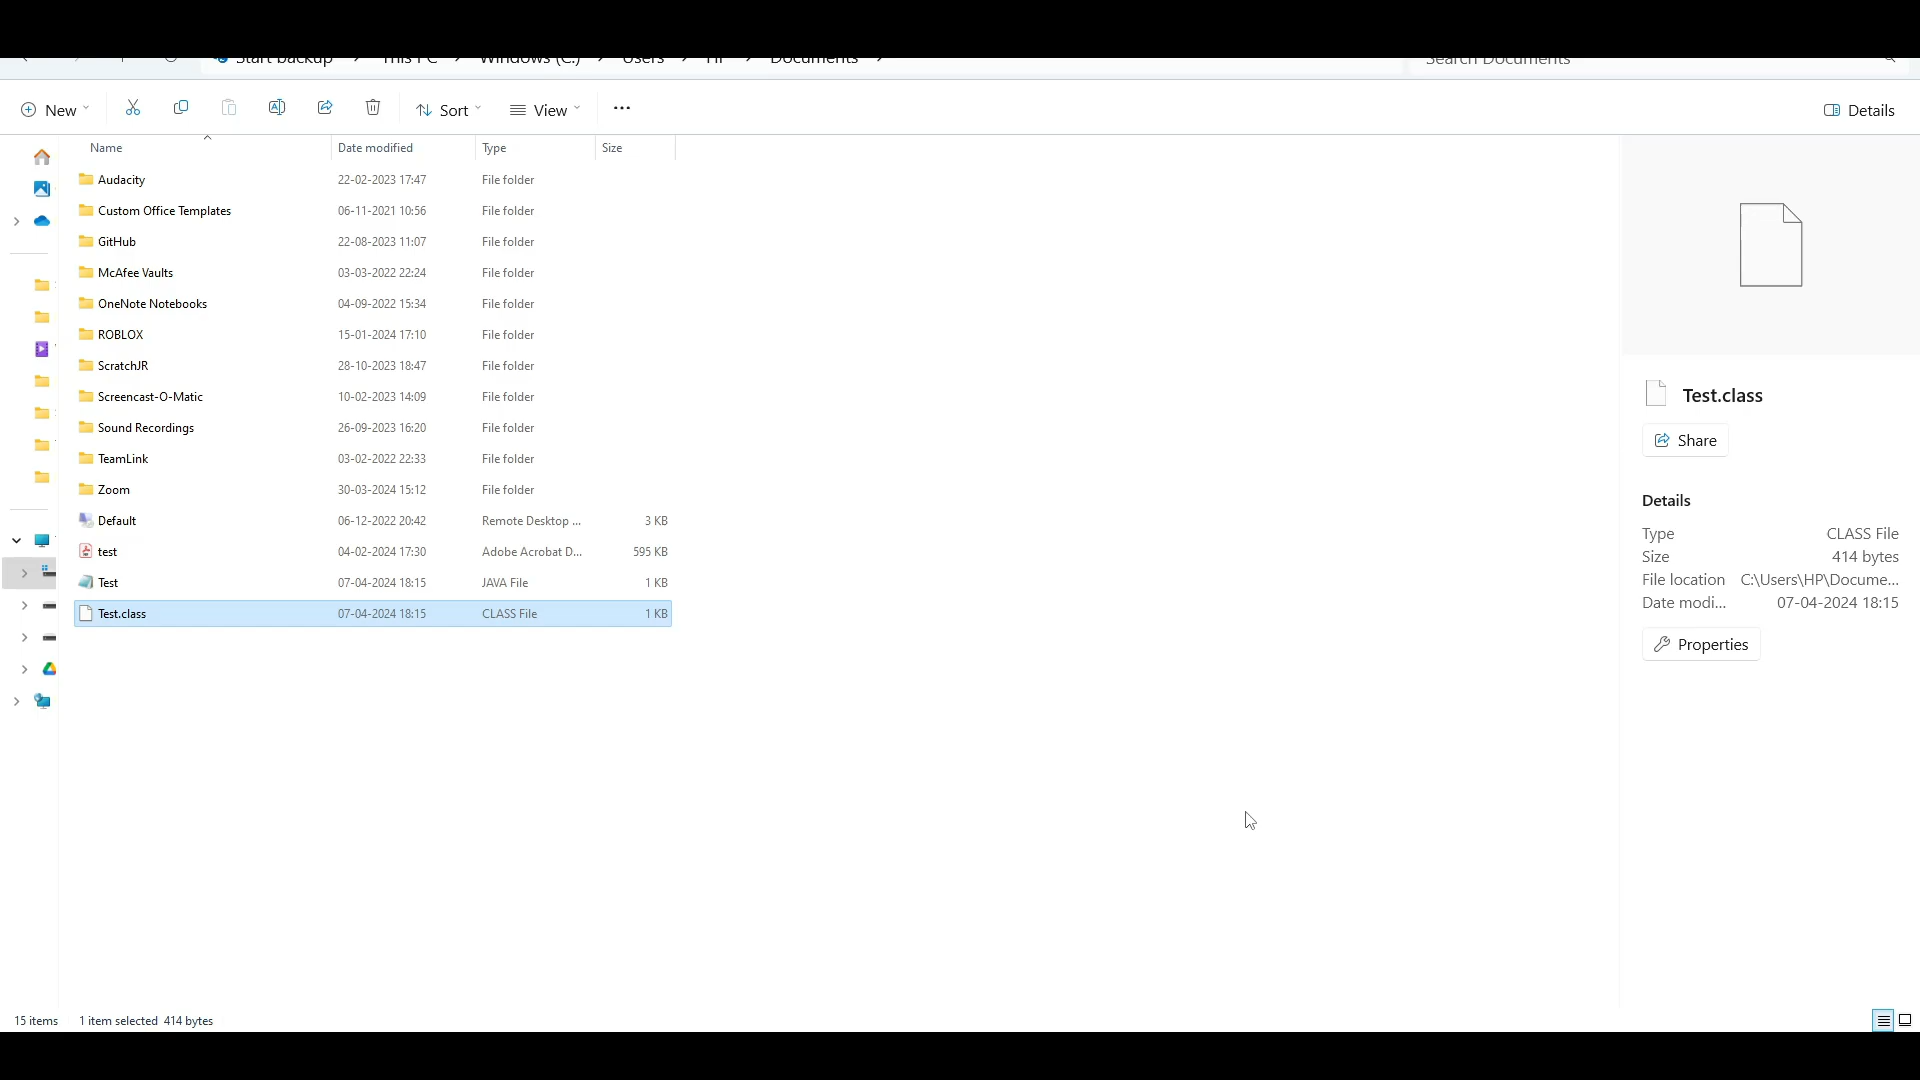 Start backup This PC Windows (C:) Users HP Documents Search Documents
New Sort View ... Details
Name Date modified Type Size
Audacity 22-02-2023 17:47 File folder
Custom Office Templates 06-11-2021 10:56 File folder
GitHub 22-08-2023 11:07 File folder
McAfee Vaults 03-03-2022 22:24 File folder
OneNote Notebooks 04-09-2022 15:34 File folder
ROBLOX 15-01-2024 17:10 File folder
ScratchJR 28-10-2023 18:47 File folder
Screencast-O-Matic 10-02-2023 14:09 File folder
Sound Recordings 26-09-2023 16:20 File folder
TeamLink 03-02-2022 22:33 File folder
Zoom 30-03-2024 15:12 File folder
Default 06-12-2022 20:42 Remote Desktop ... 3 KB
test 04-02-2024 17:30 Adobe Acrobat D... 595 KB
Test 07-04-2024 18:15 JAVA File 1 KB
Test.class 07-04-2024 18:15 CLASS File 1 KB
Test.class
Share
Details
Type CLASS File
Size 414 bytes
File location C:\Users\HP\Docume...
Date modi... 07-04-2024 18:15
Properties
15 items 1 item selected 414 bytes